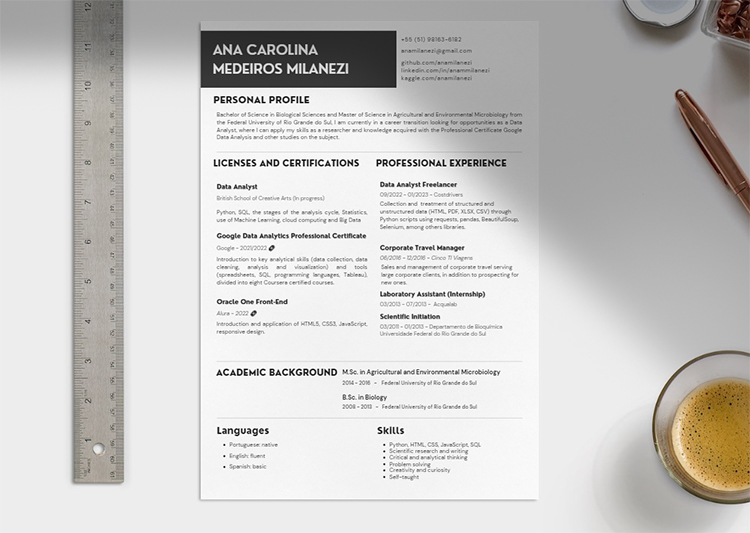 ANA CAROLINA
MEDEIROS MILANEZI
+55 (51) 99163-6182
anamilanezi@gmail.com
github.com/anamilanezi
linkedin.com/in/anammilanezi
kaggle.com/anamilanezi
PERSONAL PROFILE
Bachelor of Science in Biological Sciences and Master of Science in Agricultural and Environmental Microbiology from
the Federal University of Rio Grande do Sul, I am currently in a career transition looking for opportunities as a Data
Analyst, where I can apply my skills as a researcher and knowledge acquired with the Professional Certificate Google
Data Analysis and other studies on the subject.
LICENSES AND CERTIFICATIONS
Data Analyst
British School of Creative Arts (In progress)
Python, SQL, the stages of the analysis cycle, Statistics,
use of Machine Learning, cloud computing and Big Data
Google Data Analytics Professional Certificate
Google - 2021/2022
Introduction to key analytical skills (data collection, data
cleaning, analysis and visualization) and tools
(spreadsheets, SQL, programming languages, Tableau),
divided into eight Coursera certified courses.
Oracle One Front-End
Alura - 2022
Introduction and application of HTML5, CSS3, JavaScript,
responsive design.
PROFESSIONAL EXPERIENCE
Data Analyst Freelancer
09/2022 - 01/2023 - Costdrivers
Collection and treatment of structured and
unstructured data (HTML, PDF, XLSX, CSV) through
Python scripts using requests, pandas, BeautifulSoup,
Selenium, among others libraries.
Corporate Travel Manager
06/2016 - 12/2016 - Cinco TI Viagens
Sales and management of corporate travel serving
large corporate clients, in addition to prospecting for
new ones.
Laboratory Assistant (Internship)
03/2013 - 07/2013 - Acqualab
Scientific Initiation
03/2011 - 01/2013 - Departamento de Bioquímica
Universidade Federal do Rio Grande do Sul
ACADEMIC BACKGROUND
M.Sc. in Agricultural and Environmental Microbiology
2014 - 2016 - Federal University of Rio Grande do Sul
B.Sc. in Biology
2008 - 2013 - Federal University of Rio Grande do Sul
Languages
Portuguese: native
English: fluent
Spanish: basic
Skills
Python, HTML, CSS, JavaScript, SQL
Scientific research and writing
Critical and analytical thinking
Problem solving
Creativity and curiosity
Self-taught
12
11
10
9
8
7
6
5
4
3
2
1